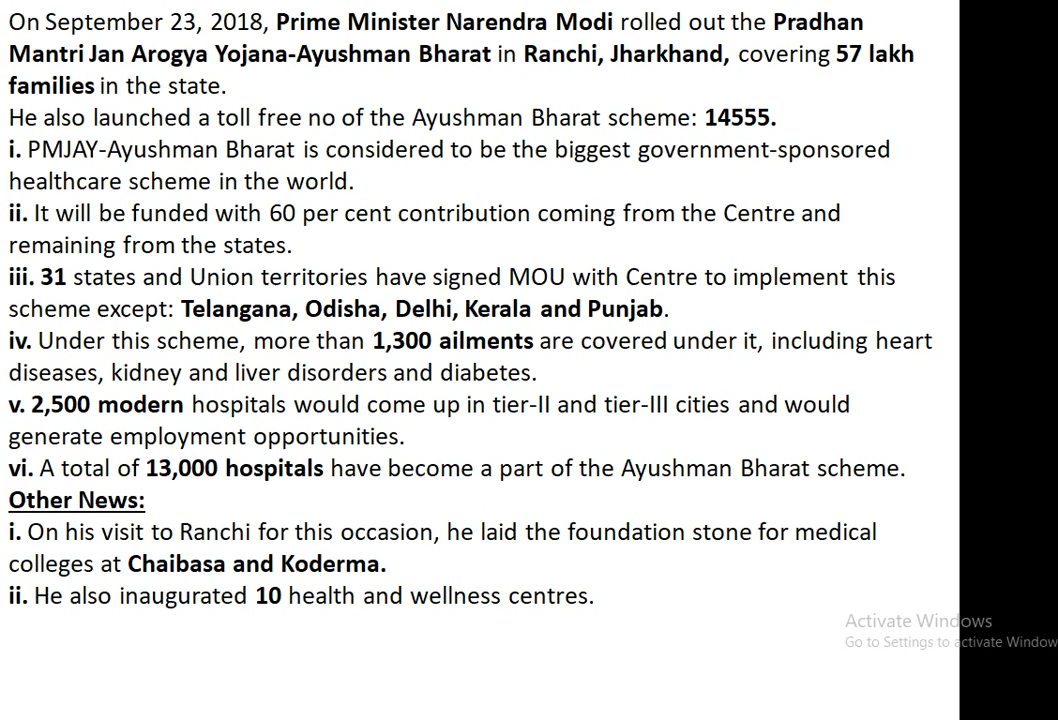 On September 23, 2018, Prime Minister Narendra Modi rolled out the Pradhan
Mantri Jan Arogya Yojana-Ayushman Bharat in Ranchi, Jharkhand, covering 57 lakh
families in the state.
He also launched a toll free no of the Ayushman Bharat scheme: 14555.
i. PMJAY-Ayushman Bharat is considered to be the biggest government-sponsored
healthcare scheme in the world.
ii. It will be funded with 60 per cent contribution coming from the Centre and
remaining from the states.
iii. 31 states and Union territories have signed MOU with Centre to implement this
scheme except: Telangana, Odisha, Delhi, Kerala and Punjab.
iv. Under this scheme, more than 1,300 ailments are covered under it, including heart
diseases, kidney and liver disorders and diabetes.
v. 2,500 modern hospitals would come up in tier-II and tier-III cities and would
generate employment opportunities.
vi. A total of 13,000 hospitals have become a part of the Ayushman Bharat scheme.
Other News:
i. On his visit to Ranchi for this occasion, he laid the foundation stone for medical
colleges at Chaibasa and Koderma.
ii. He also inaugurated 10 health and wellness centres.
Activate Windows
Go to Settings to activate Window